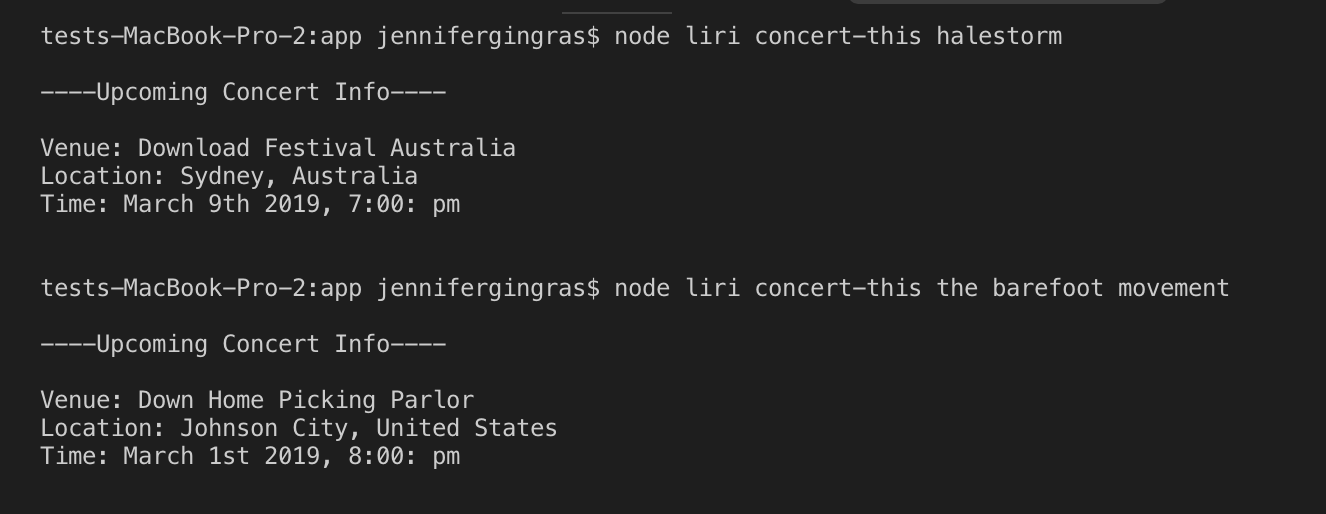 tests-MacBook-Pro-2:app jennifergingras$ node liri concert-this halestorm
----Upcoming Concert Info----
Venue: Download Festival Australia
Location: Sydney, Australia
Time: March 9th 2019, 7:00: pm
tests-MacBook-Pro-2:app jennifergingras$ node liri concert-this the barefoot movement
----Upcoming Concert Info----
Venue: Down Home Picking Parlor
Location: Johnson City, United States
Time: March 1st 2019, 8:00: pm